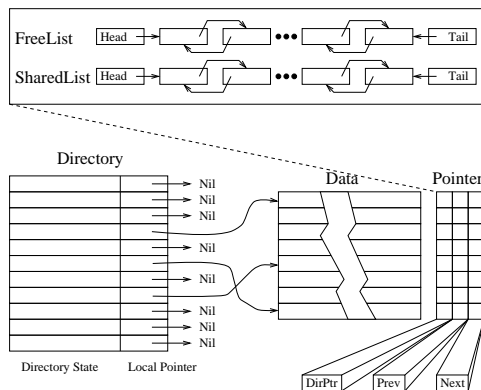 FreeList Head Tail
SharedList Head Tail
Directory
Data
Pointer
Nil
Nil
Nil
Nil
Nil
Nil
Nil
Nil
Directory State Local Pointer
DirPtr Prev Next